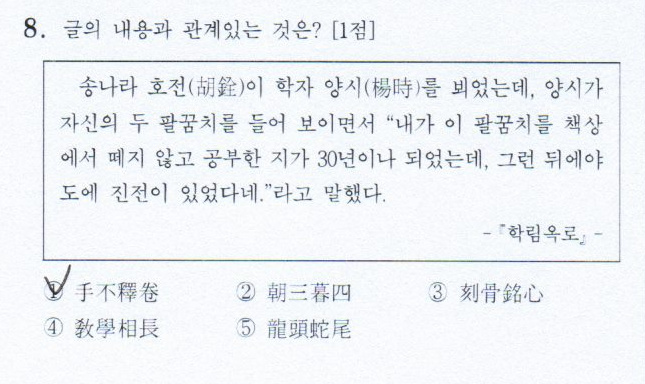 8. 글의 내용과 관계있는 것은? [1점]
송나라 호전(胡銓)이 학자 양시(楊時)를 뵈었는데, 양시가
자신의 두 팔꿈치를 들어 보이면서 “내가 이 팔꿈치를 책상
에서 떼지 않고 공부한 지가 30년이나 되었는데, 그런 뒤에야
도에 진전이 있었다네.”라고 말했다.
-『학림옥로』-
① 手不釋卷 ② 朝三暮四 ③ 刻骨銘心
④ 敎學相長 ⑤ 龍頭蛇尾